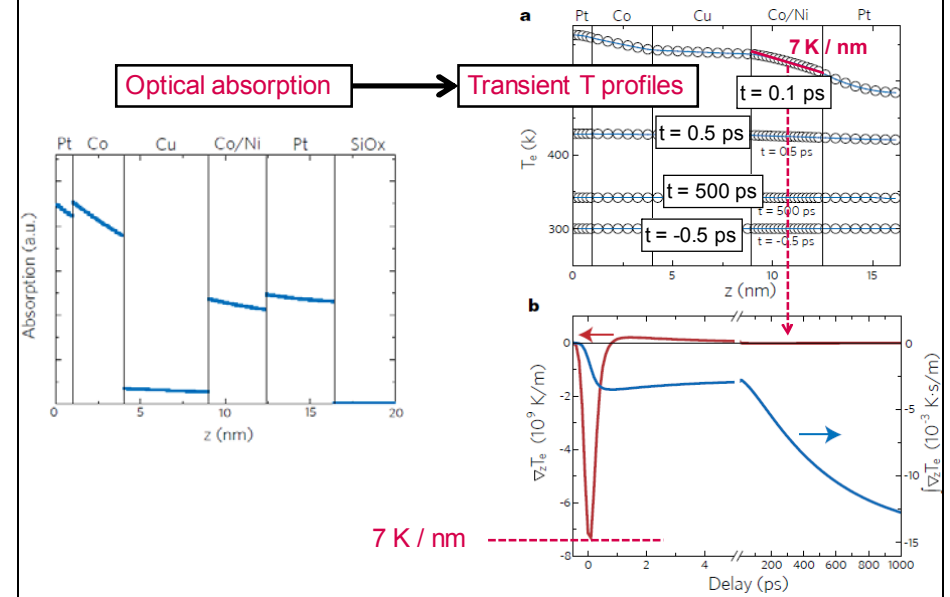 Optical absorption
Transient T profiles
Pt Co Cu Co/Ni Pt SiOx
Absorption (a.u.)
0 5 10 15 20
z (nm)
a
Pt Co Cu Co/Ni Pt
7 K / nm
t = 0.1 ps
t = 0.5 ps
t = 0.5 ps
t = 500 ps
t = 500 ps
t = -0.5 ps
t = -0.5 ps
Te (k)
400
300
0 5 10 15
z (nm)
b
∇zTe (10⁹ K/m)
0
-2
-4
-6
-8
0
-5
-10
-15
∫∇zTe (10⁻³ K·s/m)
7 K / nm
0 2 4 200 400 600 800 1000
Delay (ps)